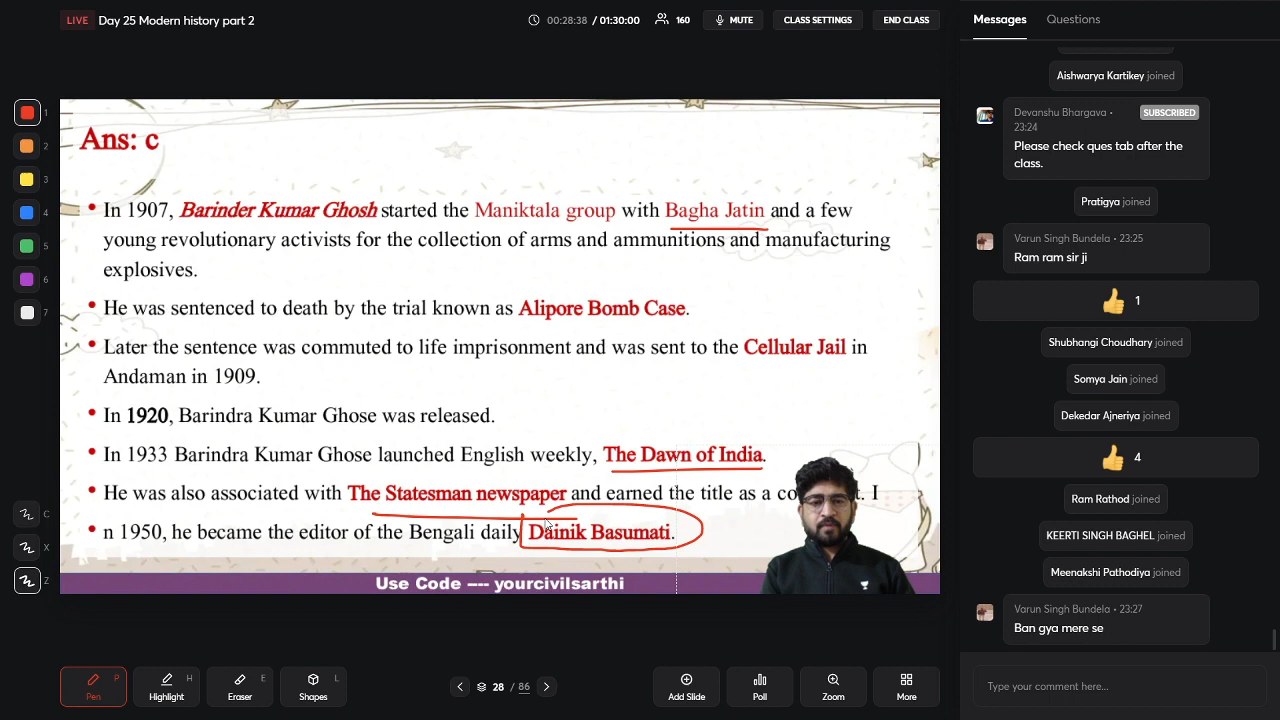 LIVE Day 25 Modern history part 2
00:28:38 / 01:30:00 160 MUTE CLASS SETTINGS END CLASS
1
2
3
4
5
6
7
C
X
Z
Ans: c
• In 1907, Barinder Kumar Ghosh started the Maniktala group with Bagha Jatin and a few
young revolutionary activists for the collection of arms and ammunitions and manufacturing
explosives.
• He was sentenced to death by the trial known as Alipore Bomb Case.
• Later the sentence was commuted to life imprisonment and was sent to the Cellular Jail in
Andaman in 1909.
• In 1920, Barindra Kumar Ghose was released.
• In 1933 Barindra Kumar Ghose launched English weekly, The Dawn of India.
• He was also associated with The Statesman newspaper and earned the title as a co t. I
• n 1950, he became the editor of the Bengali daily Dainik Basumati.
Use Code ---- yourcivilsarthi
Pen P
Highlight H
Eraser E
Shapes L
28 / 86
Add Slide
Poll
Zoom
More
Messages Questions
Aishwarya Kartikey joined
Devanshu Bhargava • SUBSCRIBED
23:24
Please check ques tab after the
class.
Pratigya joined
Varun Singh Bundela • 23:25
Ram ram sir ji
1
Shubhangi Choudhary joined
Somya Jain joined
Dekedar Ajneriya joined
4
Ram Rathod joined
KEERTI SINGH BAGHEL joined
Meenakshi Pathodiya joined
Varun Singh Bundela • 23:27
Ban gya mere se
Type your comment here...